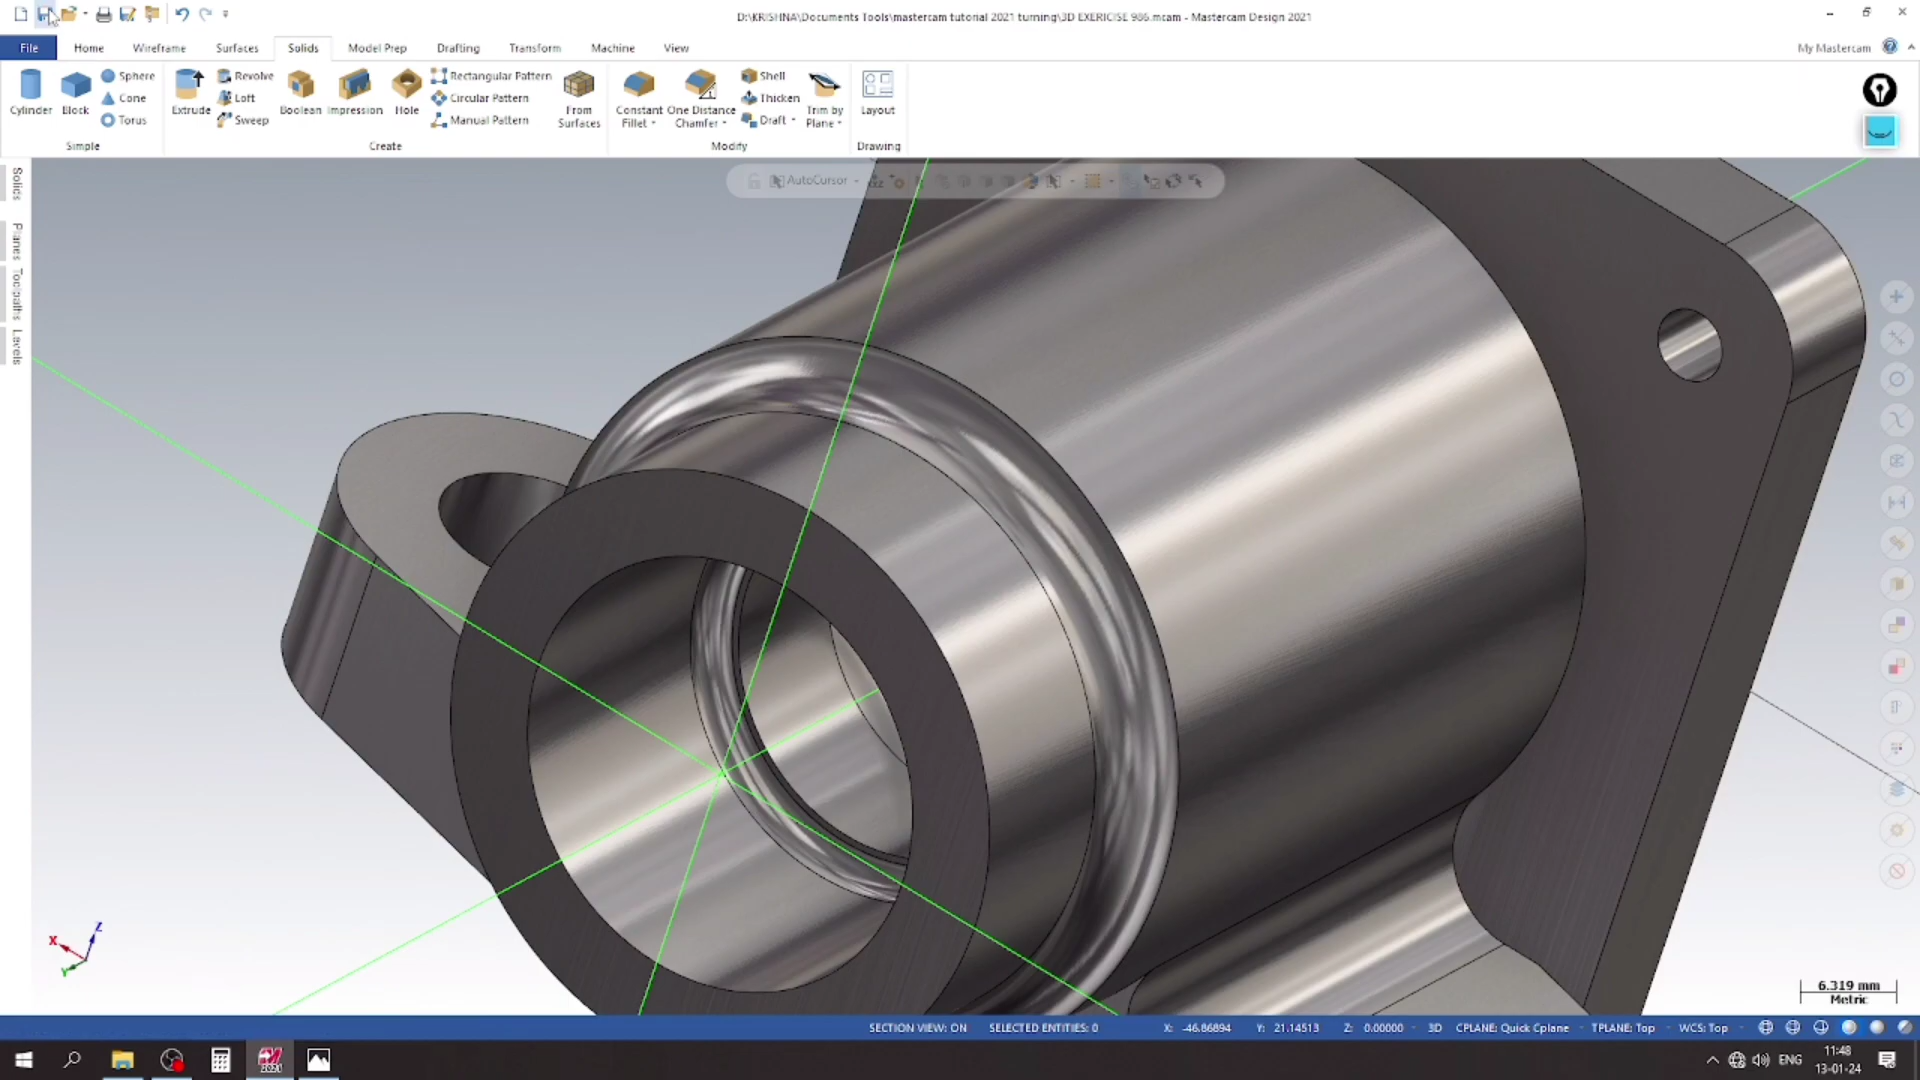 D:\KRISHNA\Documents Tools\mastercam tutorial 2021 turning\3D EXERICISE 986.mcam - Mastercam Design 2021
File Home Wireframe Surfaces Solids Model Prep Drafting Transform Machine View My Mastercam
Cylinder Block Sphere Cone Torus
Simple
Extrude Revolve Loft Sweep Boolean Impression Hole Rectangular Pattern Circular Pattern Manual Pattern From Surfaces
Create
Constant Fillet One Distance Chamfer Shell Thicken Draft Trim by Plane
Modify
Layout
Drawing
AutoCursor
Solids
Planes
Toolpaths
Levels
X
Y
Z
6.319 mm
Metric
SECTION VIEW: ON SELECTED ENTITIES: 0 X: -46.86894 Y: 21.14513 Z: 0.00000 3D CPLANE: Quick Cplane TPLANE: Top WCS: Top
ENG
11:48
13-01-24